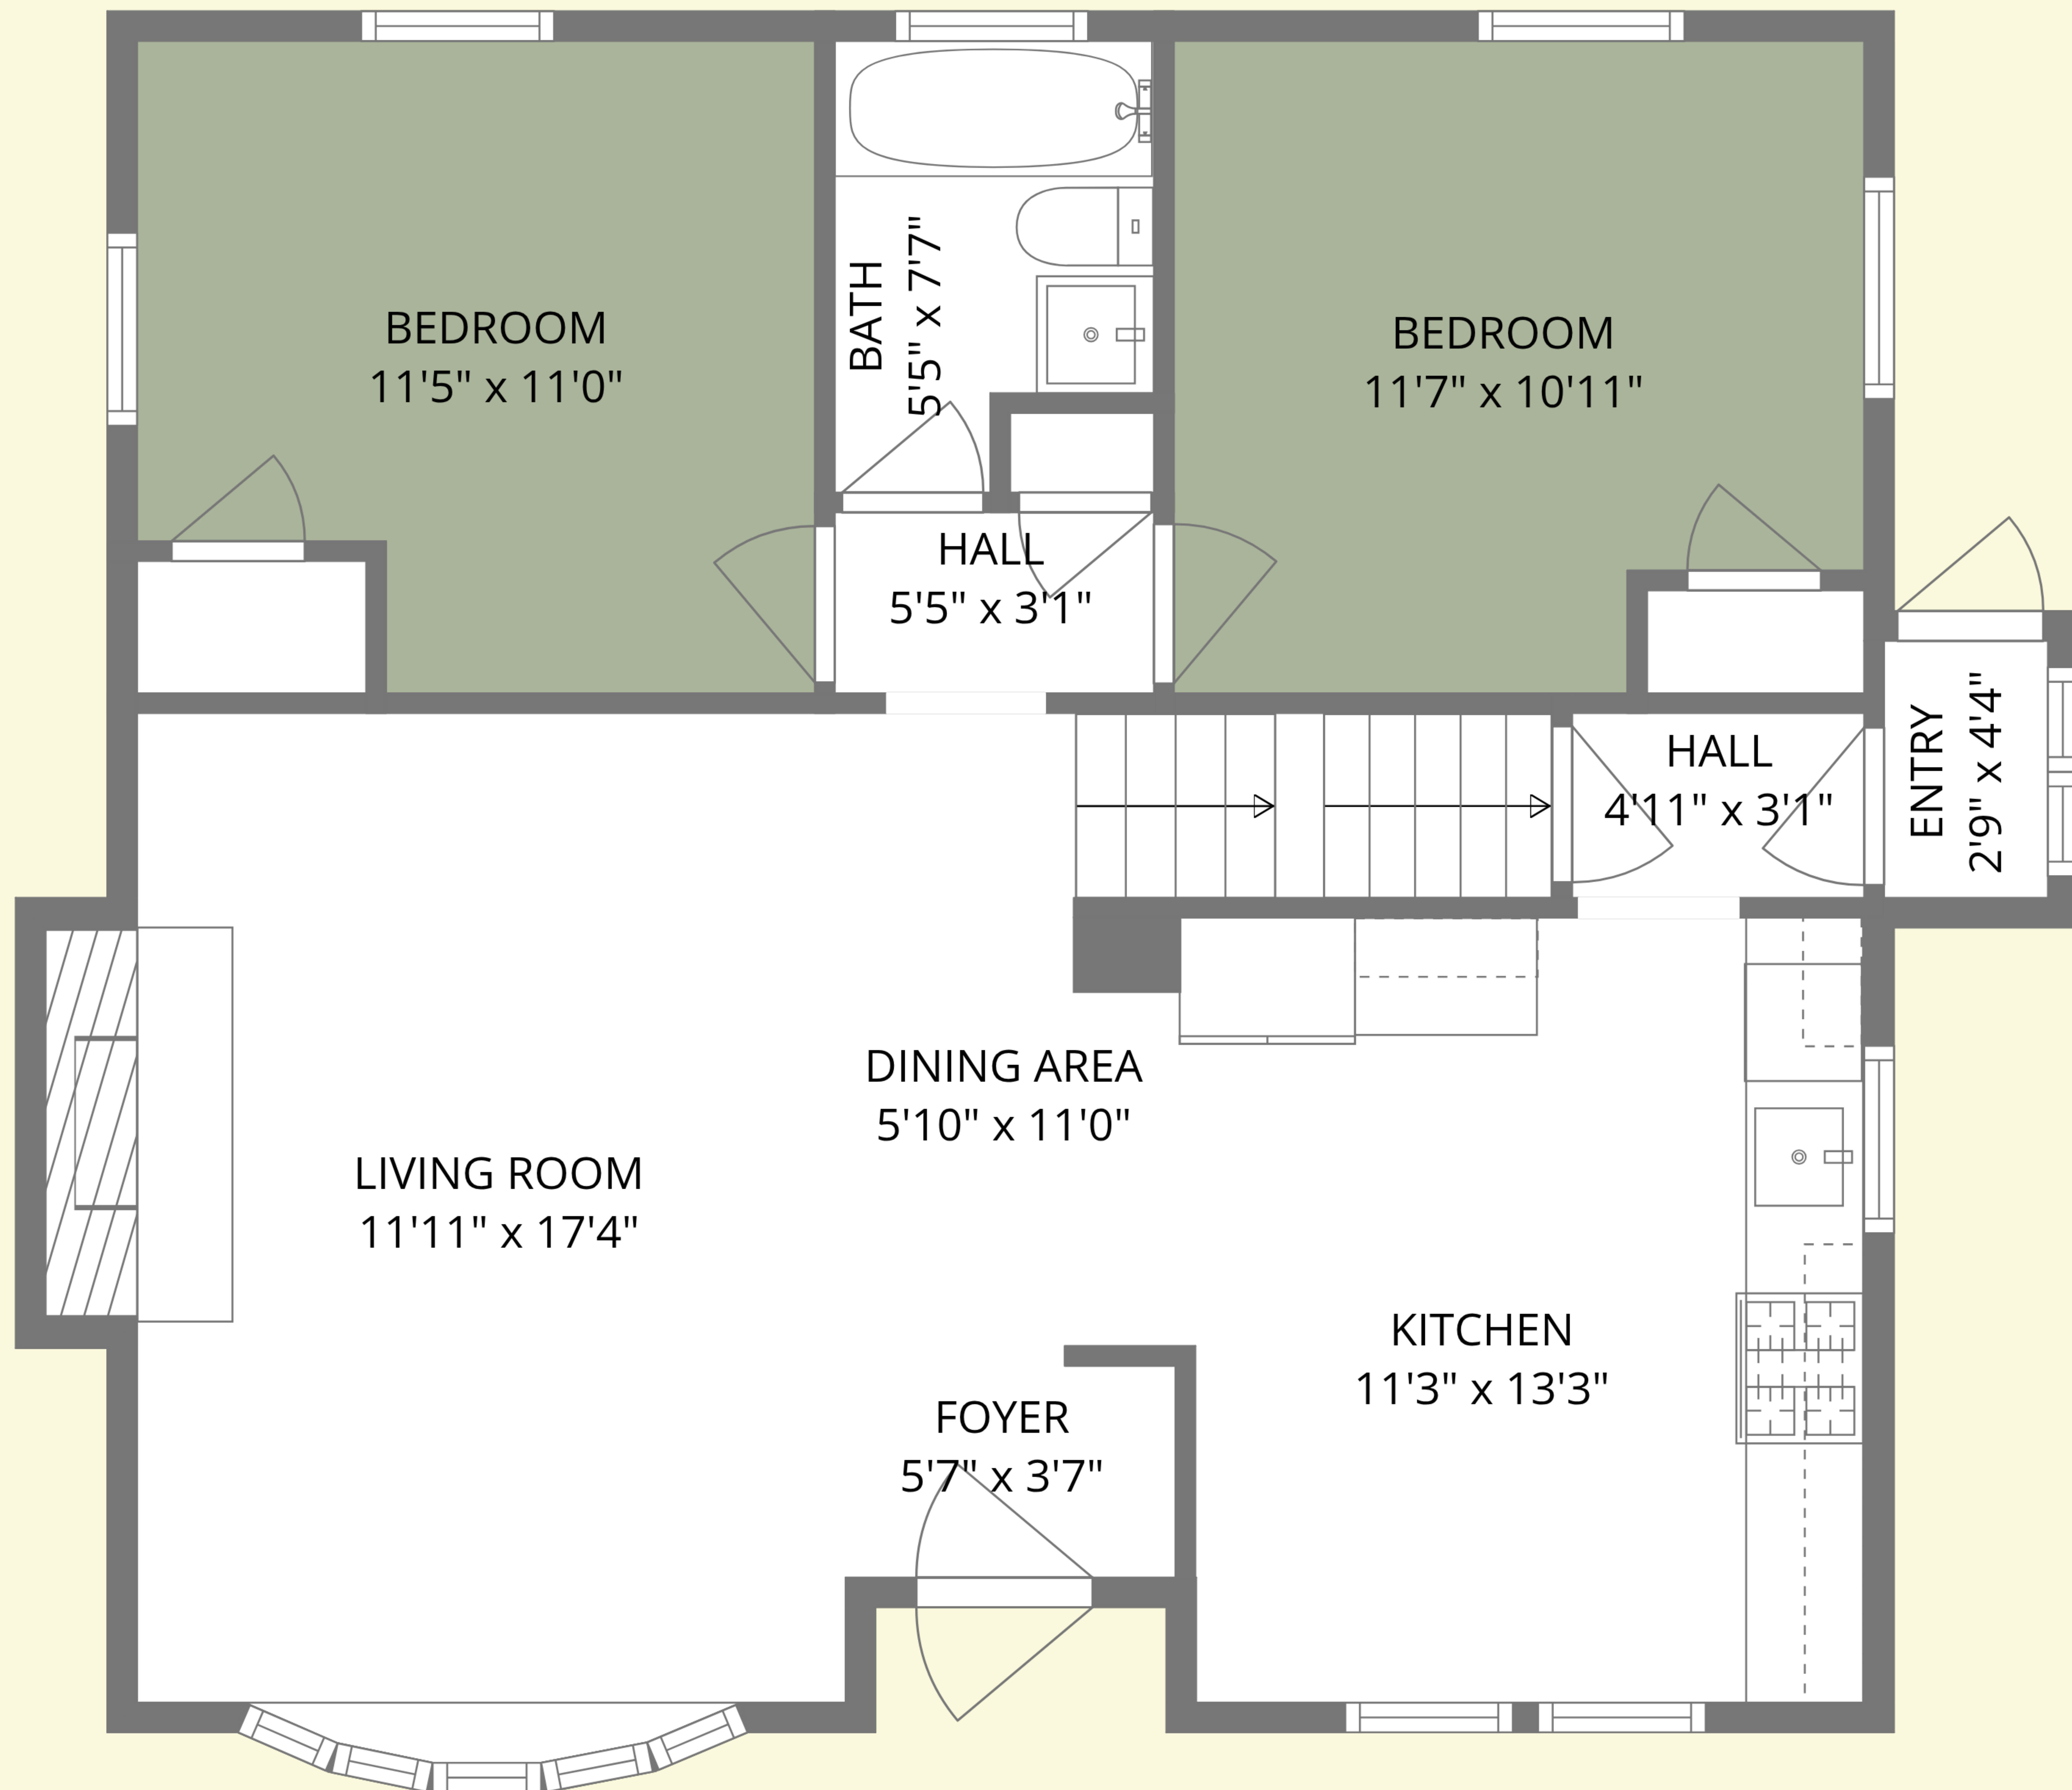 BEDROOM
11'5" x 11'0"
BATH
5'5" x 7'7"
BEDROOM
11'7" x 10'11"
HALL
5'5" x 3'1"
HALL
4'11" x 3'1"
ENTRY
2'9" x 4'4"
DINING AREA
5'10" x 11'0"
LIVING ROOM
11'11" x 17'4"
KITCHEN
11'3" x 13'3"
FOYER
5'7" x 3'7"